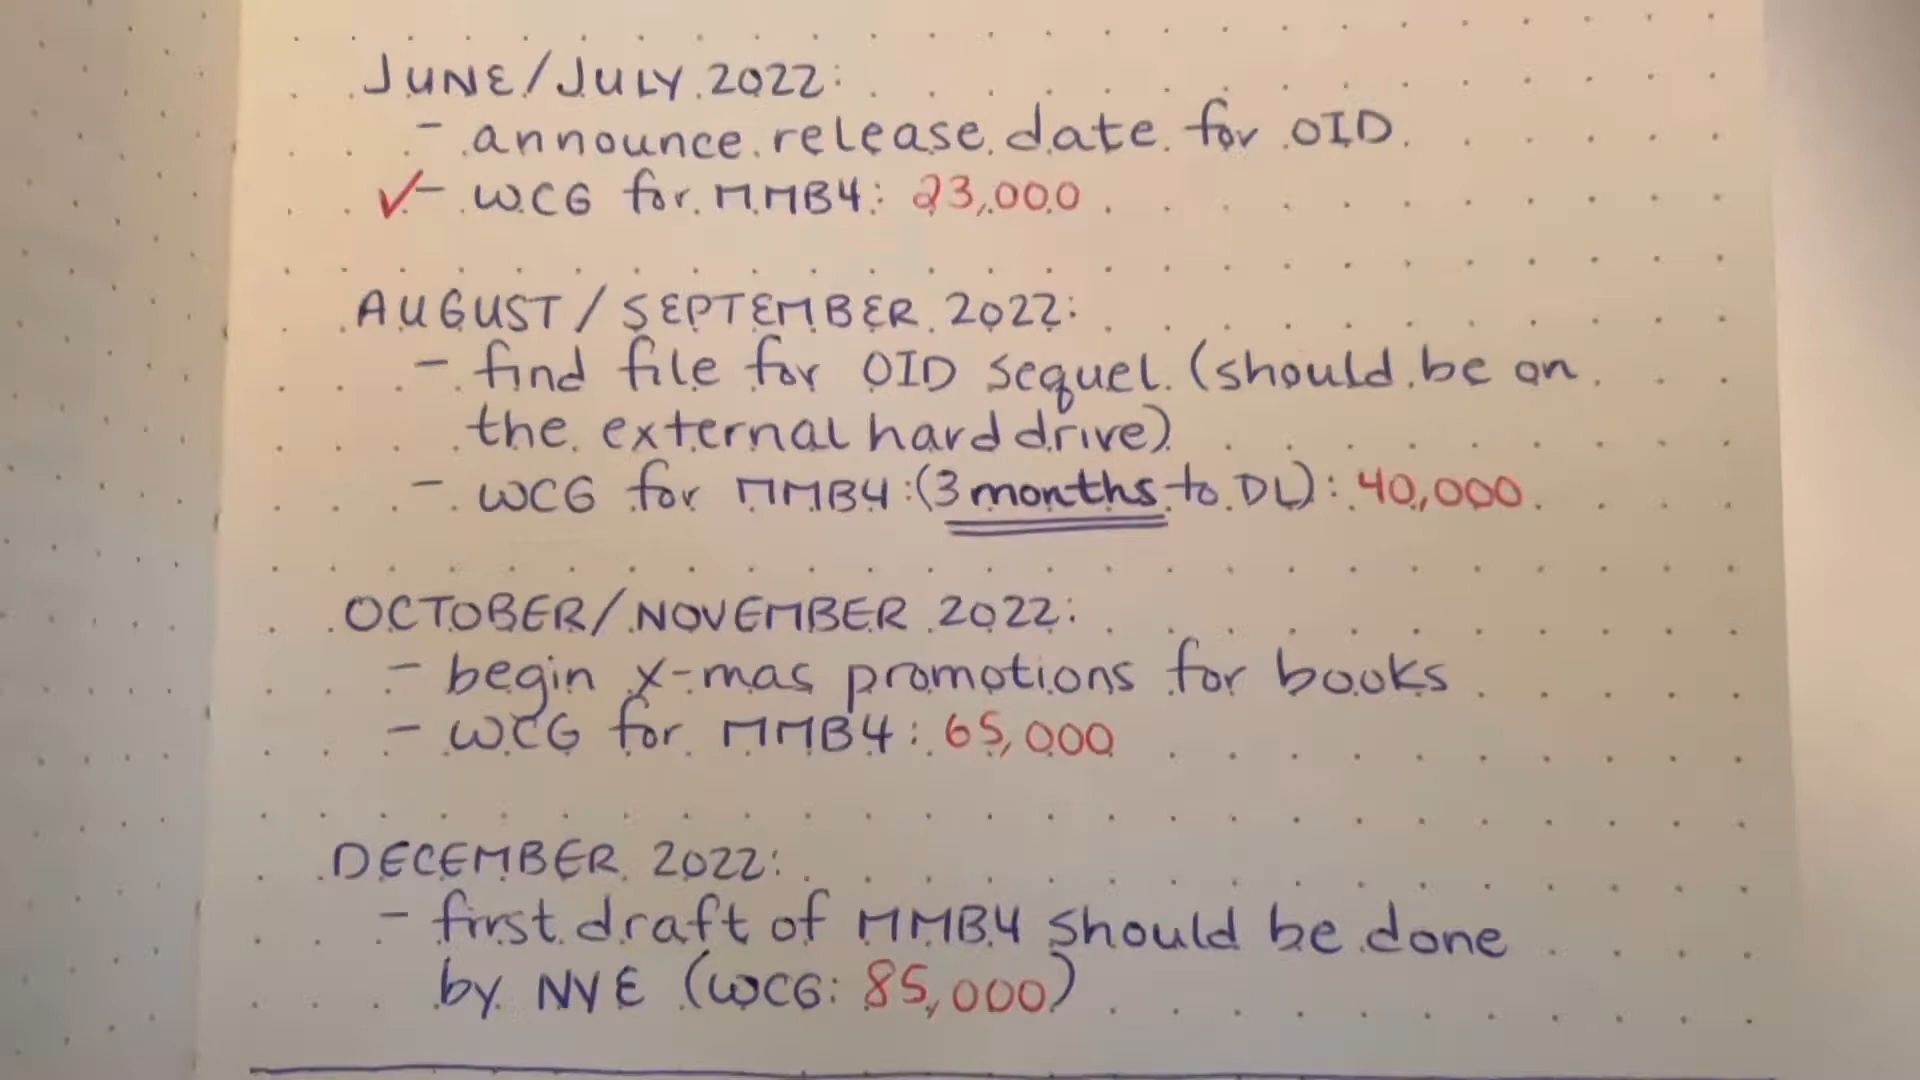 JUNE/JULY 2022:
- announce release date for OID
✓ - WCG for MMB4: 23,000
AUGUST/SEPTEMBER 2022:
- find file for OID sequel (should be on
the external hard drive)
- WCG for MMB4: (3 months to DL): 40,000
OCTOBER/NOVEMBER 2022:
- begin x-mas promotions for books
- WCG for MMB4: 65,000
DECEMBER 2022:
- first draft of MMB4 should be done
by NYE (WCG: 85,000)